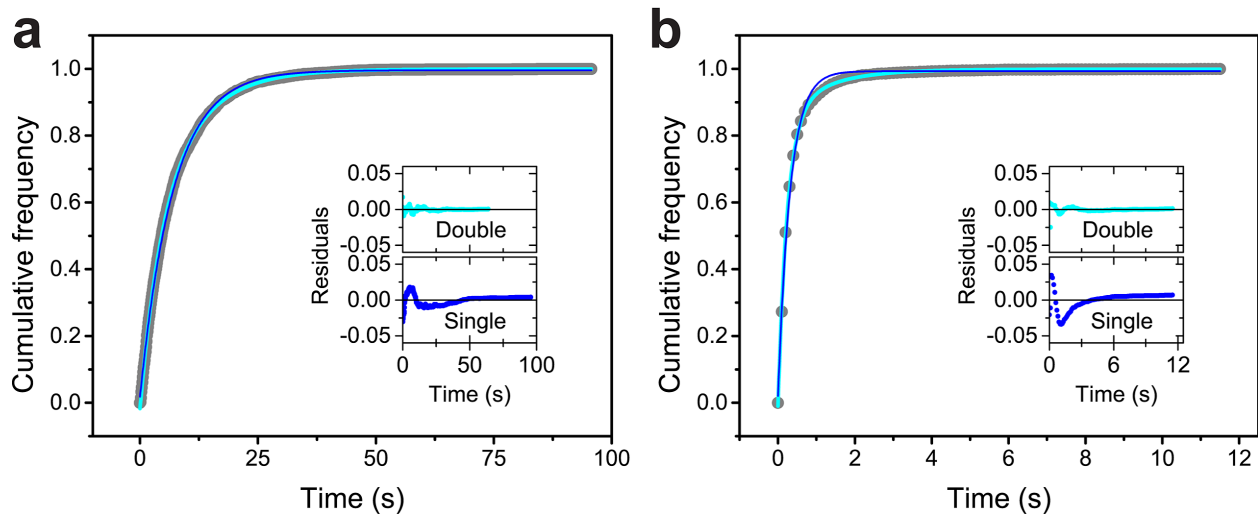 a
Cumulative frequency
1.0
0.8
0.6
0.4
0.2
0.0
0 25 50 75 100
Time (s)
Residuals
0.05
0.00
-0.05
Double
0.05
0.00
-0.05
Single
0 50 100
Time (s)
b
Cumulative frequency
1.0
0.8
0.6
0.4
0.2
0.0
0 2 4 6 8 10 12
Time (s)
Residuals
0.05
0.00
-0.05
Double
0.05
0.00
-0.05
Single
0 6 12
Time (s)